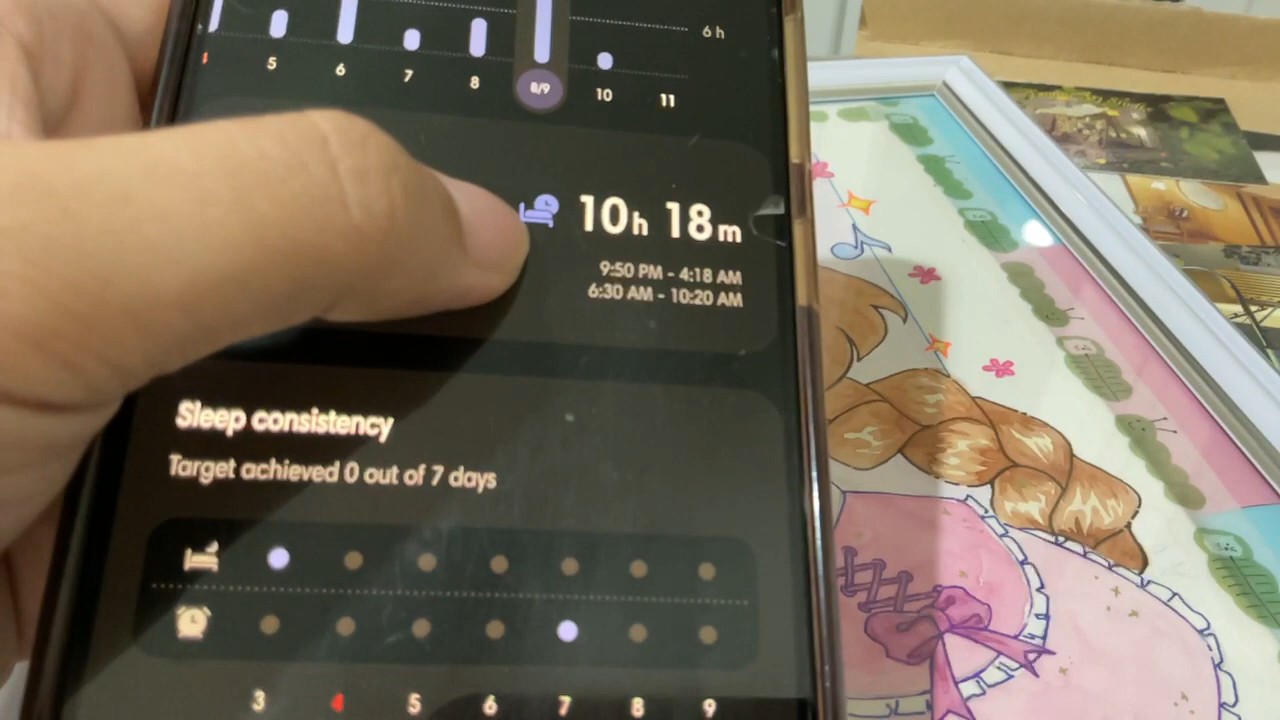 6 h
5 6 7 8 8/9 10 11
10h 18m
9:50 PM - 4:18 AM
6:30 AM - 10:20 AM
Sleep consistency
Target achieved 0 out of 7 days
3 4 5 6 7 8 9